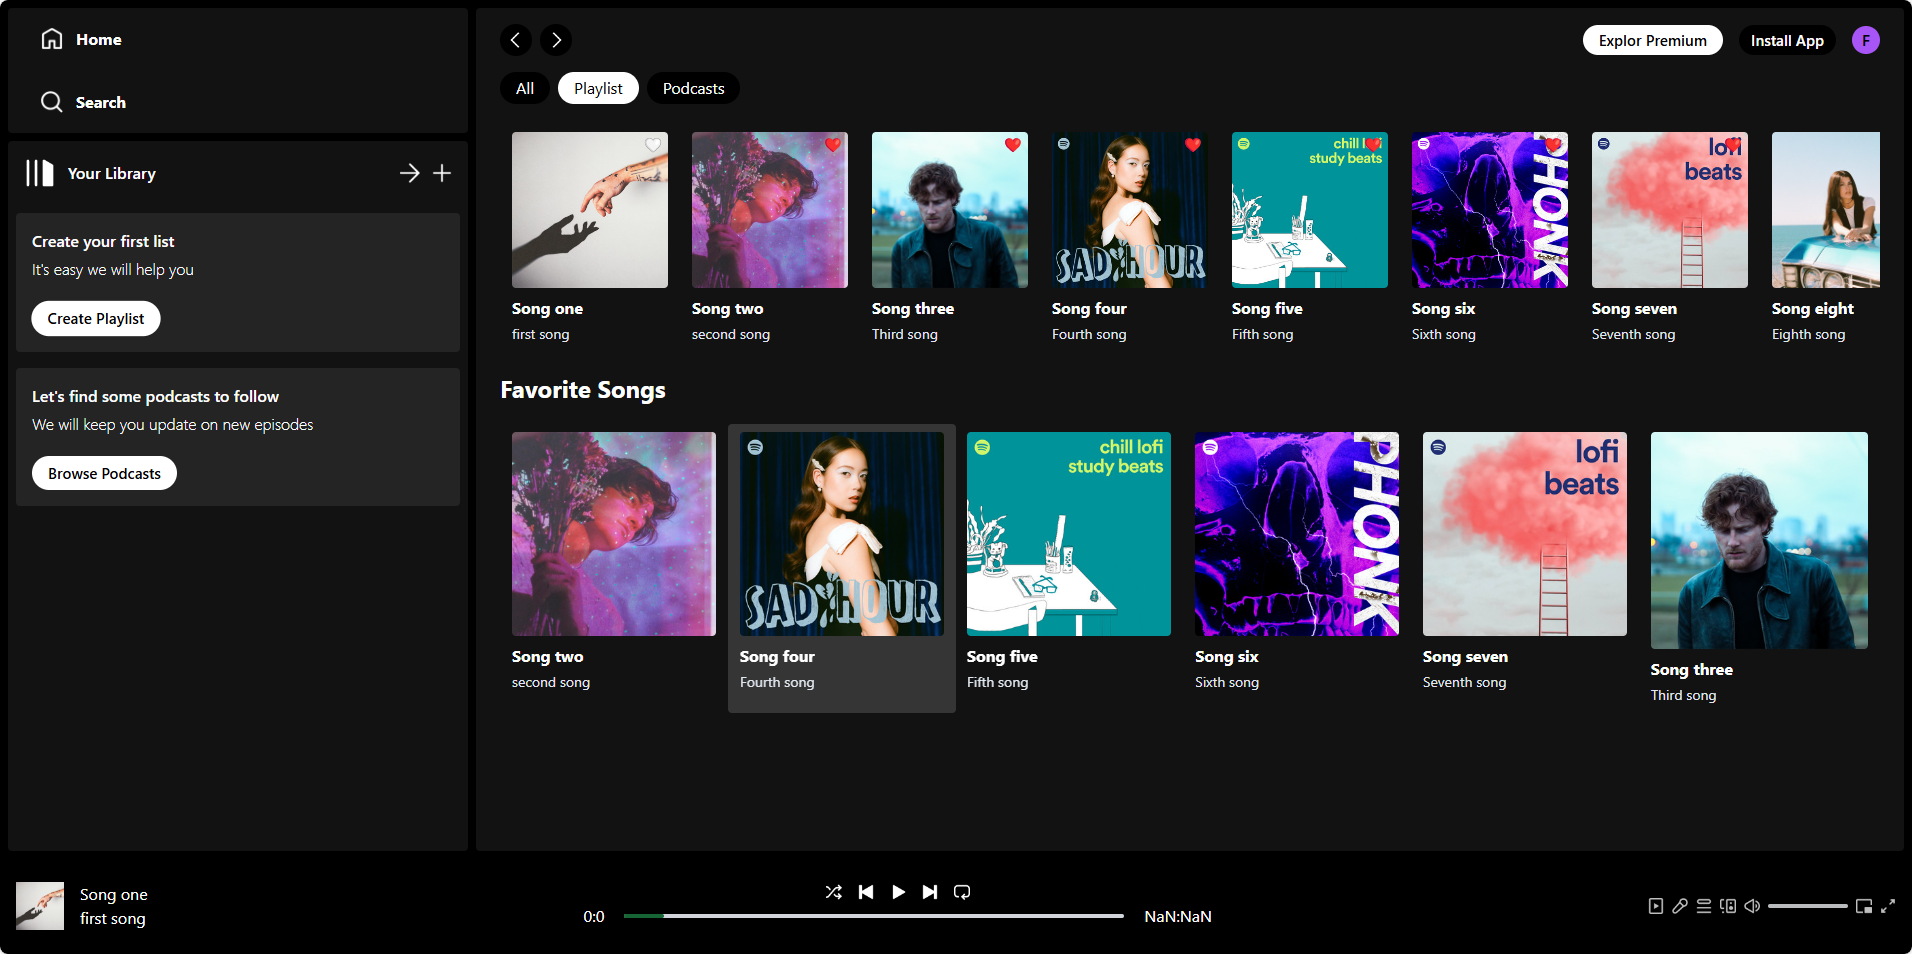 Home
Search
Your Library
Create your first list
It's easy we will help you
Create Playlist
Let's find some podcasts to follow
We will keep you update on new episodes
Browse Podcasts
Explor Premium
Install App
F
All
Playlist
Podcasts
SAD HOUR
chill lofi
study beats
PHONK
lofi
beats
Song one
Song two
Song three
Song four
Song five
Song six
Song seven
Song eight
first song
second song
Third song
Fourth song
Fifth song
Sixth song
Seventh song
Eighth song
Favorite Songs
SAD HOUR
chill lofi
study beats
PHONK
lofi
beats
Song two
Song four
Song five
Song six
Song seven
Song three
second song
Fourth song
Fifth song
Sixth song
Seventh song
Third song
Song one
first song
0:0
NaN:NaN